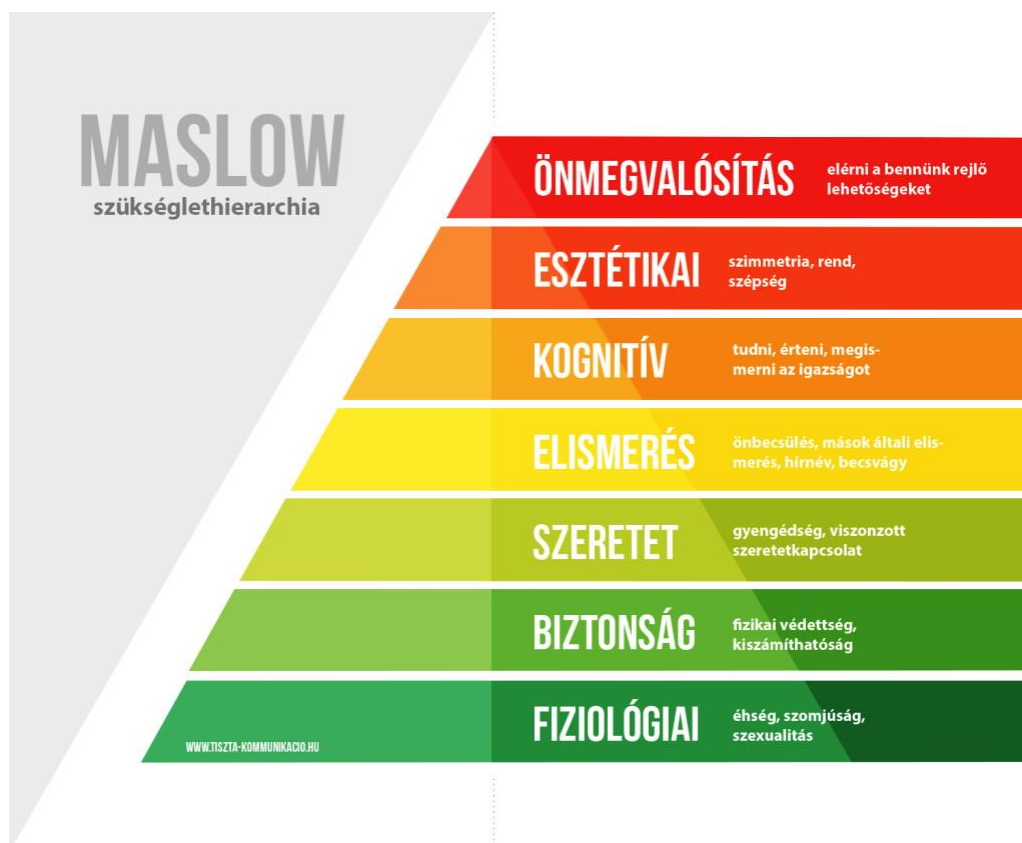 MASLOW
szükséglethierarchia
ÖNMEGVALÓSÍTÁS
elérni a bennünk rejlő
lehetőségeket
ESZTÉTIKAI
szimmetria, rend,
szépség
KOGNITÍV
tudni, érteni, megis-
merni az igazságot
ELISMERÉS
önbecsülés, mások általi elis-
merés, hírnév, becsvágy
SZERETET
gyengédség, viszonzott
szeretetkapcsolat
BIZTONSÁG
fizikai védettség,
kiszámíthatóság
FIZIOLÓGIAI
éhség, szomjúság,
szexualitás
WWW.TISZTA-KOMMUNIKACIO.HU